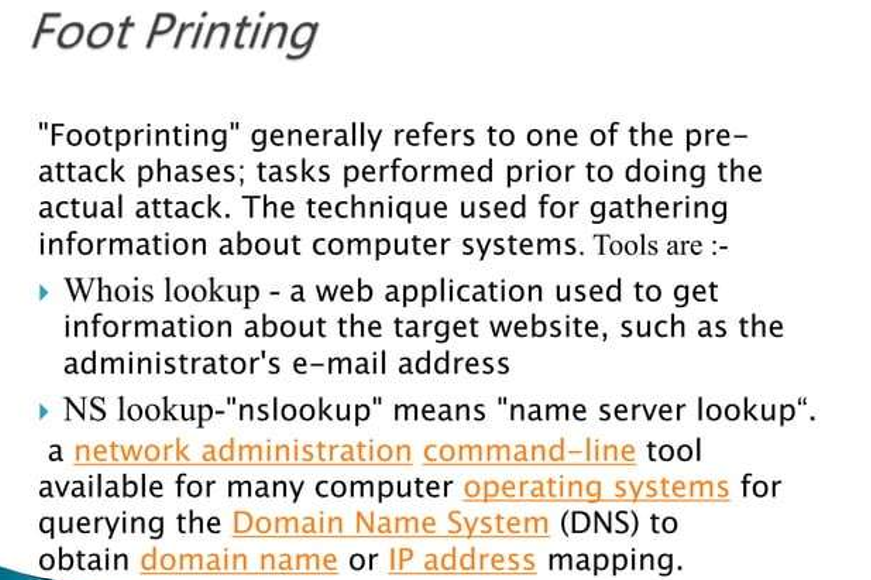 Foot Printing
"Footprinting" generally refers to one of the pre-
attack phases; tasks performed prior to doing the
actual attack. The technique used for gathering
information about computer systems. Tools are :-
Whois lookup - a web application used to get
information about the target website, such as the
administrator's e-mail address
NS lookup-"nslookup" means "name server lookup“.
a network administration command-line tool
available for many computer operating systems for
querying the Domain Name System (DNS) to
obtain domain name or IP address mapping.